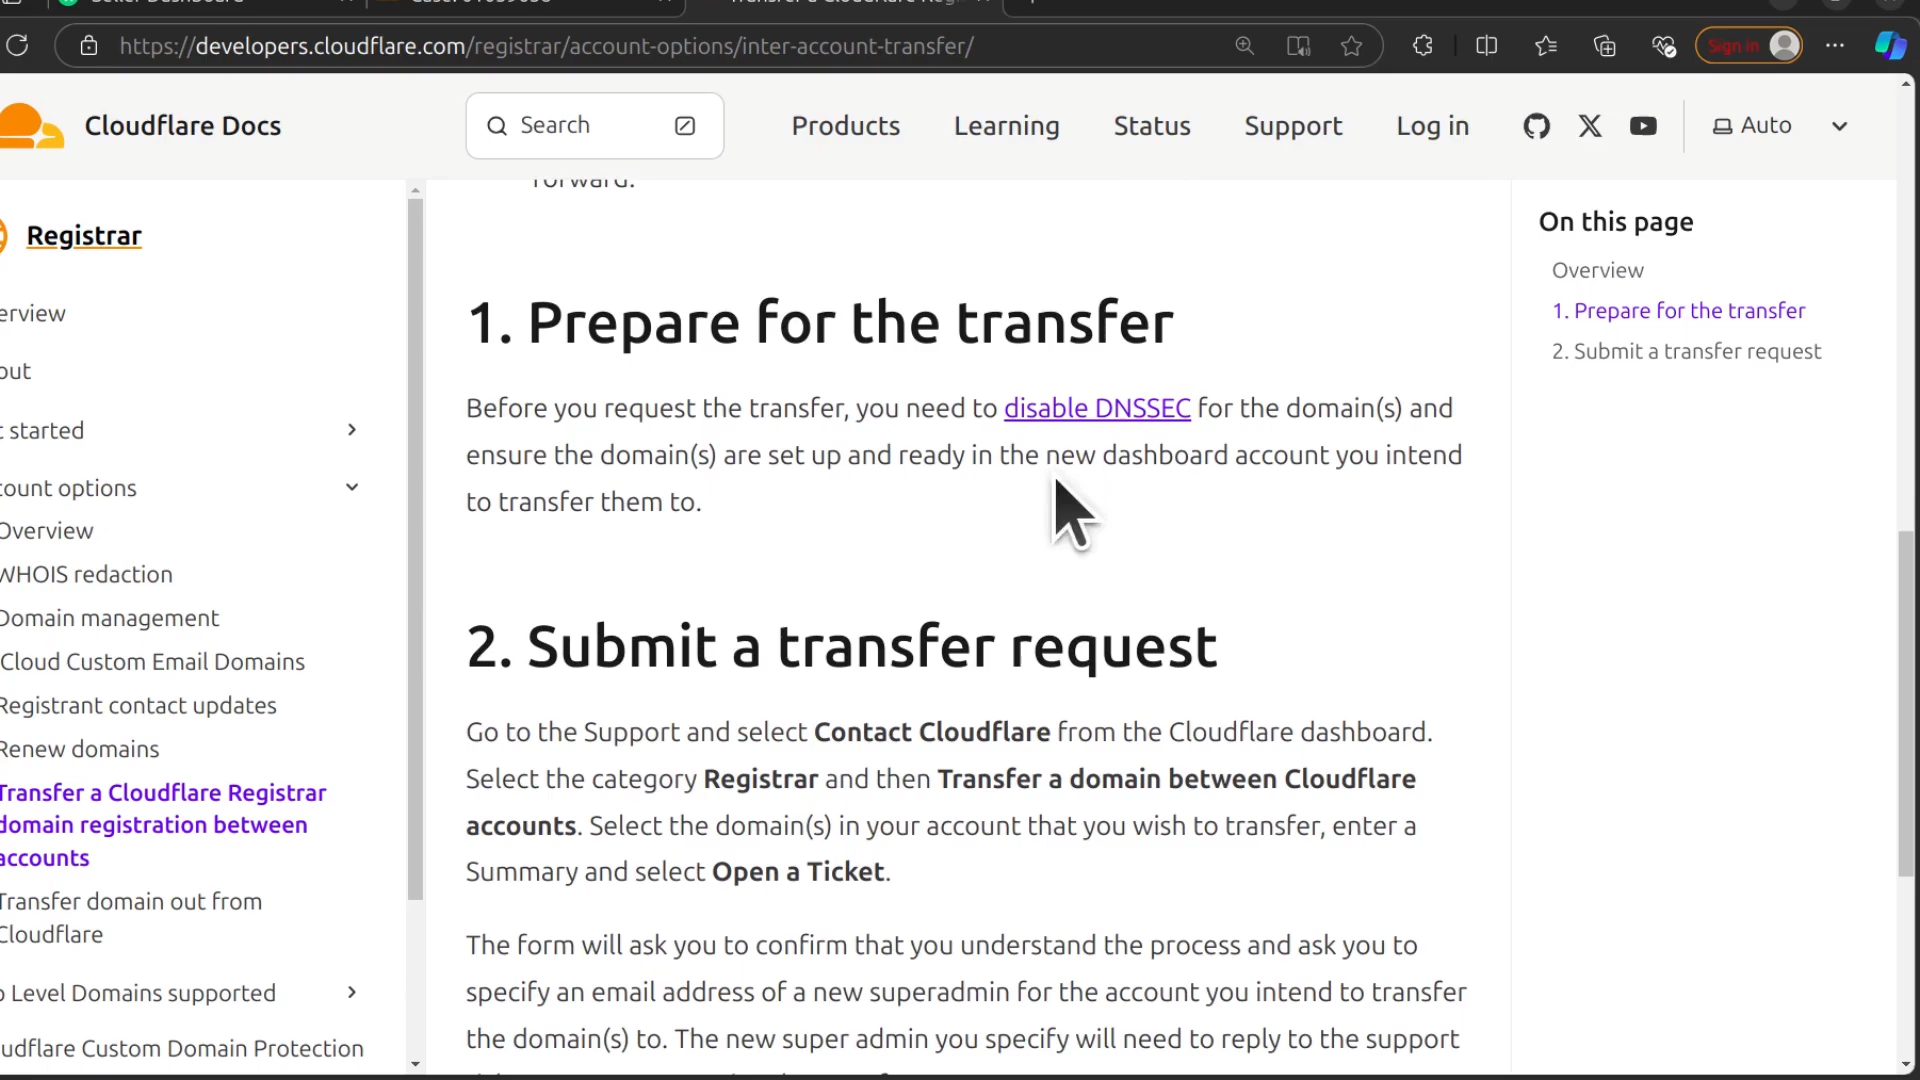 https://developers.cloudflare.com/registrar/account-options/inter-account-transfer/
Sign in
Cloudflare Docs
Search
Products
Learning
Status
Support
Log in
Auto
Registrar
erview
out
t started
count options
Overview
WHOIS redaction
Domain management
Cloud Custom Email Domains
Registrant contact updates
Renew domains
Transfer a Cloudflare Registrar
domain registration between
accounts
Transfer domain out from
Cloudflare
p Level Domains supported
udflare Custom Domain Protection
forward.
1. Prepare for the transfer
Before you request the transfer, you need to disable DNSSEC for the domain(s) and
ensure the domain(s) are set up and ready in the new dashboard account you intend
to transfer them to.
2. Submit a transfer request
Go to the Support and select Contact Cloudflare from the Cloudflare dashboard.
Select the category Registrar and then Transfer a domain between Cloudflare
accounts. Select the domain(s) in your account that you wish to transfer, enter a
Summary and select Open a Ticket.
The form will ask you to confirm that you understand the process and ask you to
specify an email address of a new superadmin for the account you intend to transfer
the domain(s) to. The new super admin you specify will need to reply to the support
On this page
Overview
1. Prepare for the transfer
2. Submit a transfer request